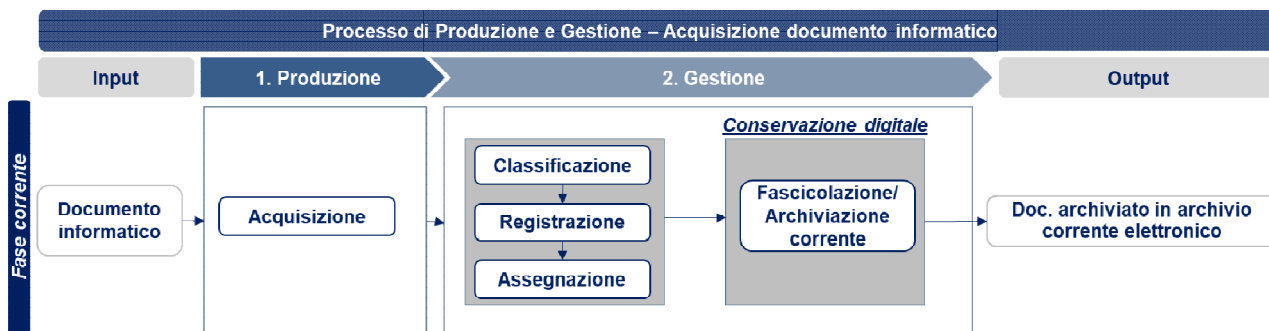 Processo di Produzione e Gestione – Acquisizione documento informatico
Input
1. Produzione
2. Gestione
Output
Fase corrente
Documento
informatico
Acquisizione
Classificazione
Registrazione
Assegnazione
Conservazione digitale
Fascicolazione/
Archiviazione
corrente
Doc. archiviato in archivio
corrente elettronico